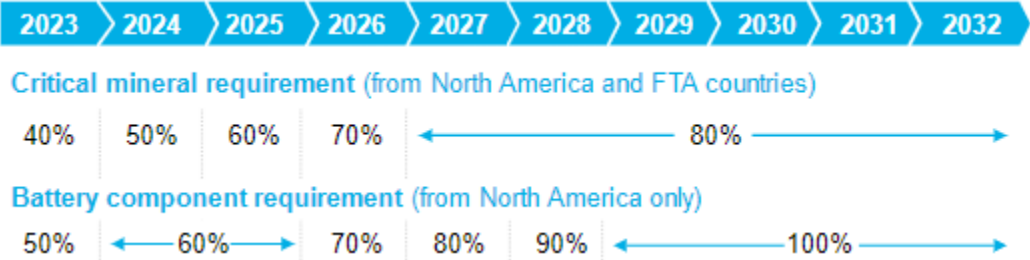 2023 2024 2025 2026 2027 2028 2029 2030 2031 2032
Critical mineral requirement (from North America and FTA countries)
40% 50% 60% 70% 80%
Battery component requirement (from North America only)
50% 60% 70% 80% 90% 100%